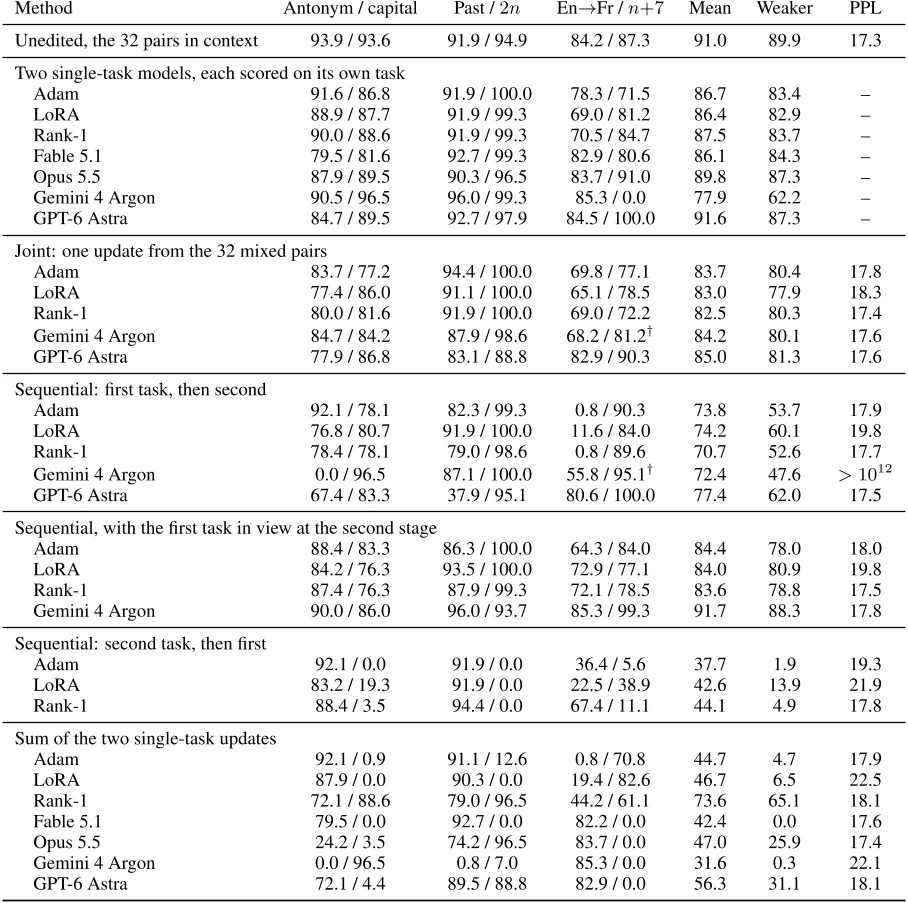 Method Antonym / capital Past / 2n En→Fr / n+7 Mean Weaker PPL
Unedited, the 32 pairs in context 93.9 / 93.6 91.9 / 94.9 84.2 / 87.3 91.0 89.9 17.3
Two single-task models, each scored on its own task
Adam 91.6 / 86.8 91.9 / 100.0 78.3 / 71.5 86.7 83.4 –
LoRA 88.9 / 87.7 91.9 / 99.3 69.0 / 81.2 86.4 82.9 –
Rank-1 90.0 / 88.6 91.9 / 99.3 70.5 / 84.7 87.5 83.7 –
Fable 5.1 79.5 / 81.6 92.7 / 99.3 82.9 / 80.6 86.1 84.3 –
Opus 5.5 87.9 / 89.5 90.3 / 96.5 83.7 / 91.0 89.8 87.3 –
Gemini 4 Argon 90.5 / 96.5 96.0 / 99.3 85.3 / 0.0 77.9 62.2 –
GPT-6 Astra 84.7 / 89.5 92.7 / 97.9 84.5 / 100.0 91.6 87.3 –
Joint: one update from the 32 mixed pairs
Adam 83.7 / 77.2 94.4 / 100.0 69.8 / 77.1 83.7 80.4 17.8
LoRA 77.4 / 86.0 91.1 / 100.0 65.1 / 78.5 83.0 77.9 18.3
Rank-1 80.0 / 81.6 91.9 / 100.0 69.0 / 72.2 82.5 80.3 17.4
Gemini 4 Argon 84.7 / 84.2 87.9 / 98.6 68.2 / 81.2† 84.2 80.1 17.6
GPT-6 Astra 77.9 / 86.8 83.1 / 88.8 82.9 / 90.3 85.0 81.3 17.6
Sequential: first task, then second
Adam 92.1 / 78.1 82.3 / 99.3 0.8 / 90.3 73.8 53.7 17.9
LoRA 76.8 / 80.7 91.9 / 100.0 11.6 / 84.0 74.2 60.1 19.8
Rank-1 78.4 / 78.1 79.0 / 98.6 0.8 / 89.6 70.7 52.6 17.7
Gemini 4 Argon 0.0 / 96.5 87.1 / 100.0 55.8 / 95.1† 72.4 47.6 > 10¹²
GPT-6 Astra 67.4 / 83.3 37.9 / 95.1 80.6 / 100.0 77.4 62.0 17.5
Sequential, with the first task in view at the second stage
Adam 88.4 / 83.3 86.3 / 100.0 64.3 / 84.0 84.4 78.0 18.0
LoRA 84.2 / 76.3 93.5 / 100.0 72.9 / 77.1 84.0 80.9 19.8
Rank-1 87.4 / 76.3 87.9 / 99.3 72.1 / 78.5 83.6 78.8 17.5
Gemini 4 Argon 90.0 / 86.0 96.0 / 93.7 85.3 / 99.3 91.7 88.3 17.8
Sequential: second task, then first
Adam 92.1 / 0.0 91.9 / 0.0 36.4 / 5.6 37.7 1.9 19.3
LoRA 83.2 / 19.3 91.9 / 0.0 22.5 / 38.9 42.6 13.9 21.9
Rank-1 88.4 / 3.5 94.4 / 0.0 67.4 / 11.1 44.1 4.9 17.8
Sum of the two single-task updates
Adam 92.1 / 0.9 91.1 / 12.6 0.8 / 70.8 44.7 4.7 17.9
LoRA 87.9 / 0.0 90.3 / 0.0 19.4 / 82.6 46.7 6.5 22.5
Rank-1 72.1 / 88.6 79.0 / 96.5 44.2 / 61.1 73.6 65.1 18.1
Fable 5.1 79.5 / 0.0 92.7 / 0.0 82.2 / 0.0 42.4 0.0 17.6
Opus 5.5 24.2 / 3.5 74.2 / 96.5 83.7 / 0.0 47.0 25.9 17.4
Gemini 4 Argon 0.0 / 96.5 0.8 / 7.0 85.3 / 0.0 31.6 0.3 22.1
GPT-6 Astra 72.1 / 4.4 89.5 / 88.8 82.9 / 0.0 56.3 31.1 18.1